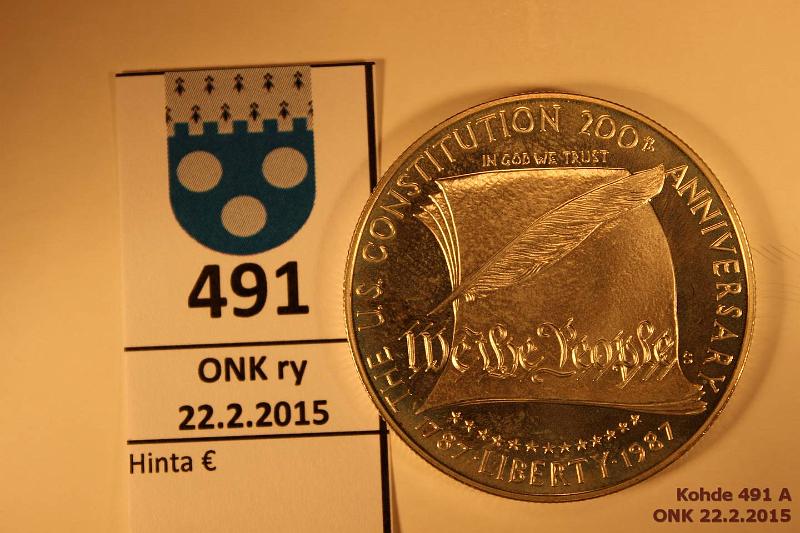 491
ONK ry
22.2.2015
Hinta €
THE U.S. CONSTITUTION 200TH ANNIVERSARY
IN GOD WE TRUST
We the People
S
1787·LIBERTY·1987
Kohde 491 A
ONK 22.2.2015